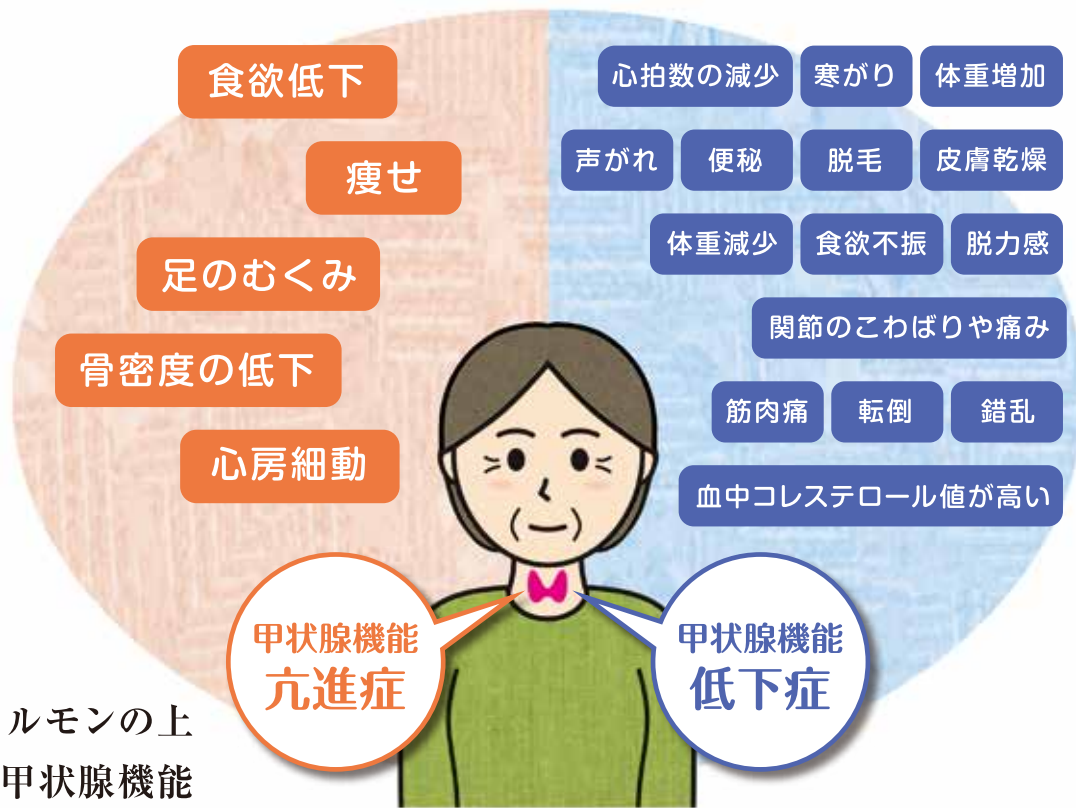 食欲低下
痩せ
足のむくみ
骨密度の低下
心房細動
心拍数の減少 寒がり 体重増加
声がれ 便秘 脱毛 皮膚乾燥
体重減少 食欲不振 脱力感
関節のこわばりや痛み
筋肉痛 転倒 錯乱
血中コレステロール値が高い
甲状腺機能
亢進症
甲状腺機能
低下症
ルモンの上
甲状腺機能